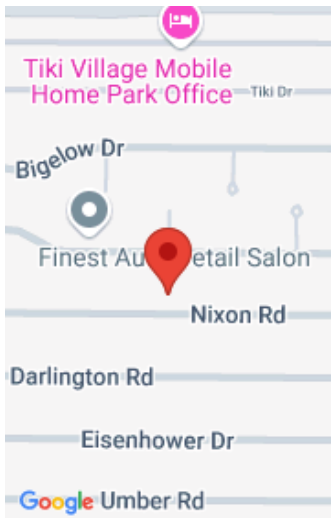 Tiki Village Mobile
Home Park Office
Tiki Dr
Bigelow Dr
Finest Au etail Salon
Nixon Rd
Darlington Rd
Eisenhower Dr
Google
Umber Rd